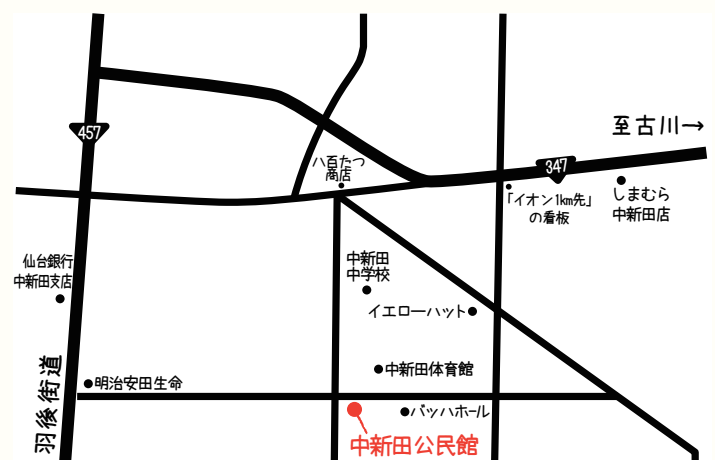 至古川→
457
八百たつ
商店
347
「イオン1km先」
の看板
しまむら
中新田店
仙台銀行
中新田支店
中新田
中学校
イエローハット
中新田体育館
明治安田生命
羽後街道
バッハホール
中新田公民館